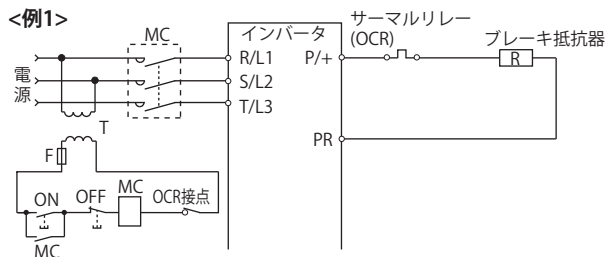 <例1>
MC
インバータ
サーマルリレー
(OCR)
ブレーキ抵抗器
電源
R/L1
S/L2
T/L3
P/+
R
PR
T
F
ON
OFF
MC
OCR接点
MC